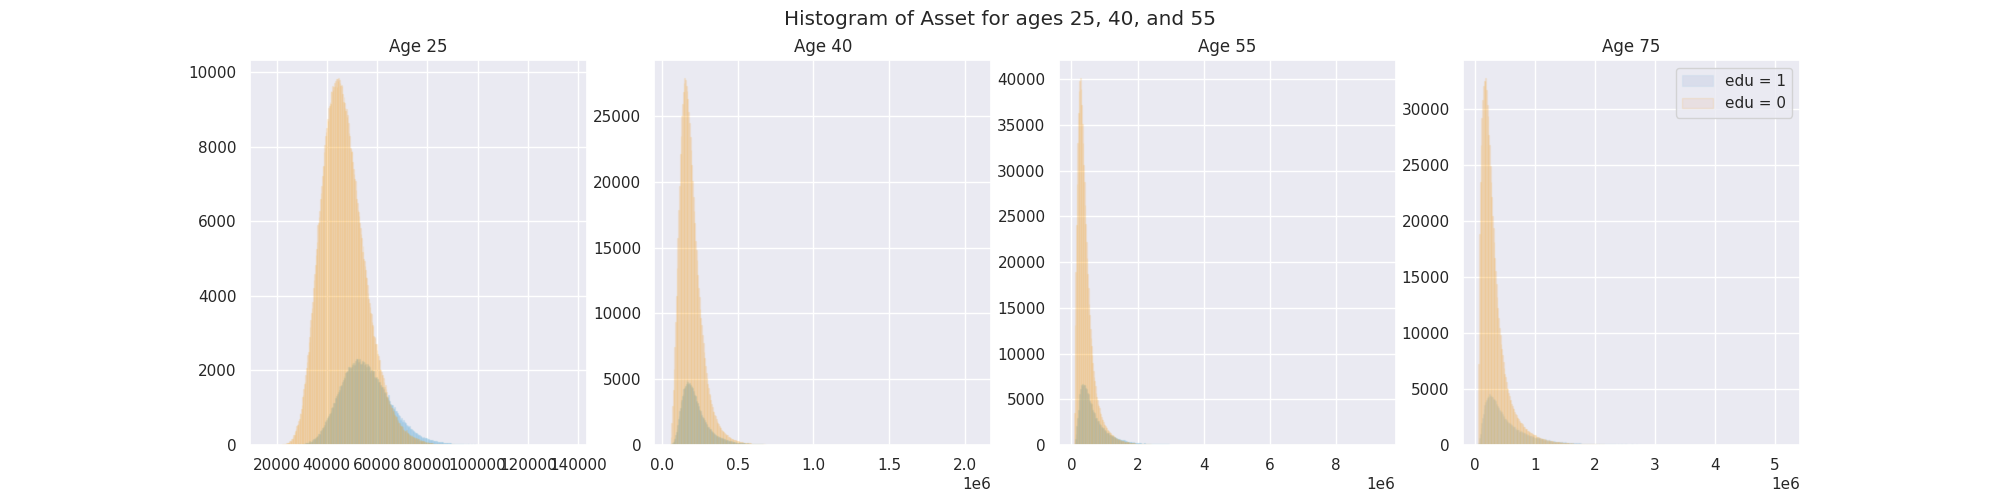 Histogram of Asset for ages 25, 40, and 55
Age 25
10000
8000
6000
4000
2000
0
20000 40000 60000 80000 100000 120000 140000
Age 40
25000
20000
15000
10000
5000
0
0.0 0.5 1.0 1.5 2.0
1e6
Age 55
40000
35000
30000
25000
20000
15000
10000
5000
0
0 2 4 6 8
1e6
Age 75
edu = 1
edu = 0
30000
25000
20000
15000
10000
5000
0
0 1 2 3 4 5
1e6